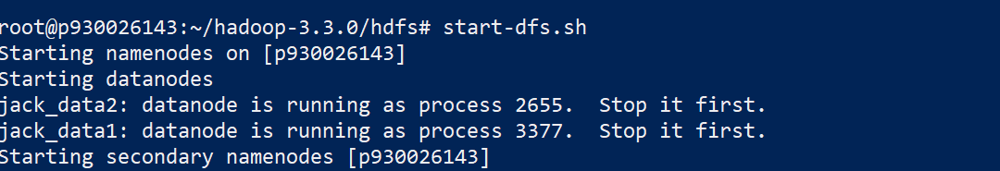 root@p930026143:~/hadoop-3.3.0/hdfs# start-dfs.sh
Starting namenodes on [p930026143]
Starting datanodes
jack_data2: datanode is running as process 2655.  Stop it first.
jack_data1: datanode is running as process 3377.  Stop it first.
Starting secondary namenodes [p930026143]